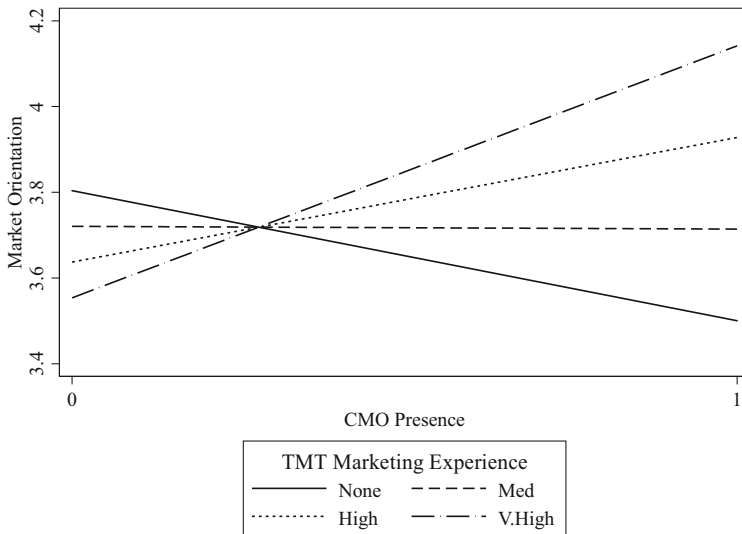 4.2
4
3.8
3.6
3.4
Market Orientation
0 1
CMO Presence
TMT Marketing Experience
None Med
High V.High